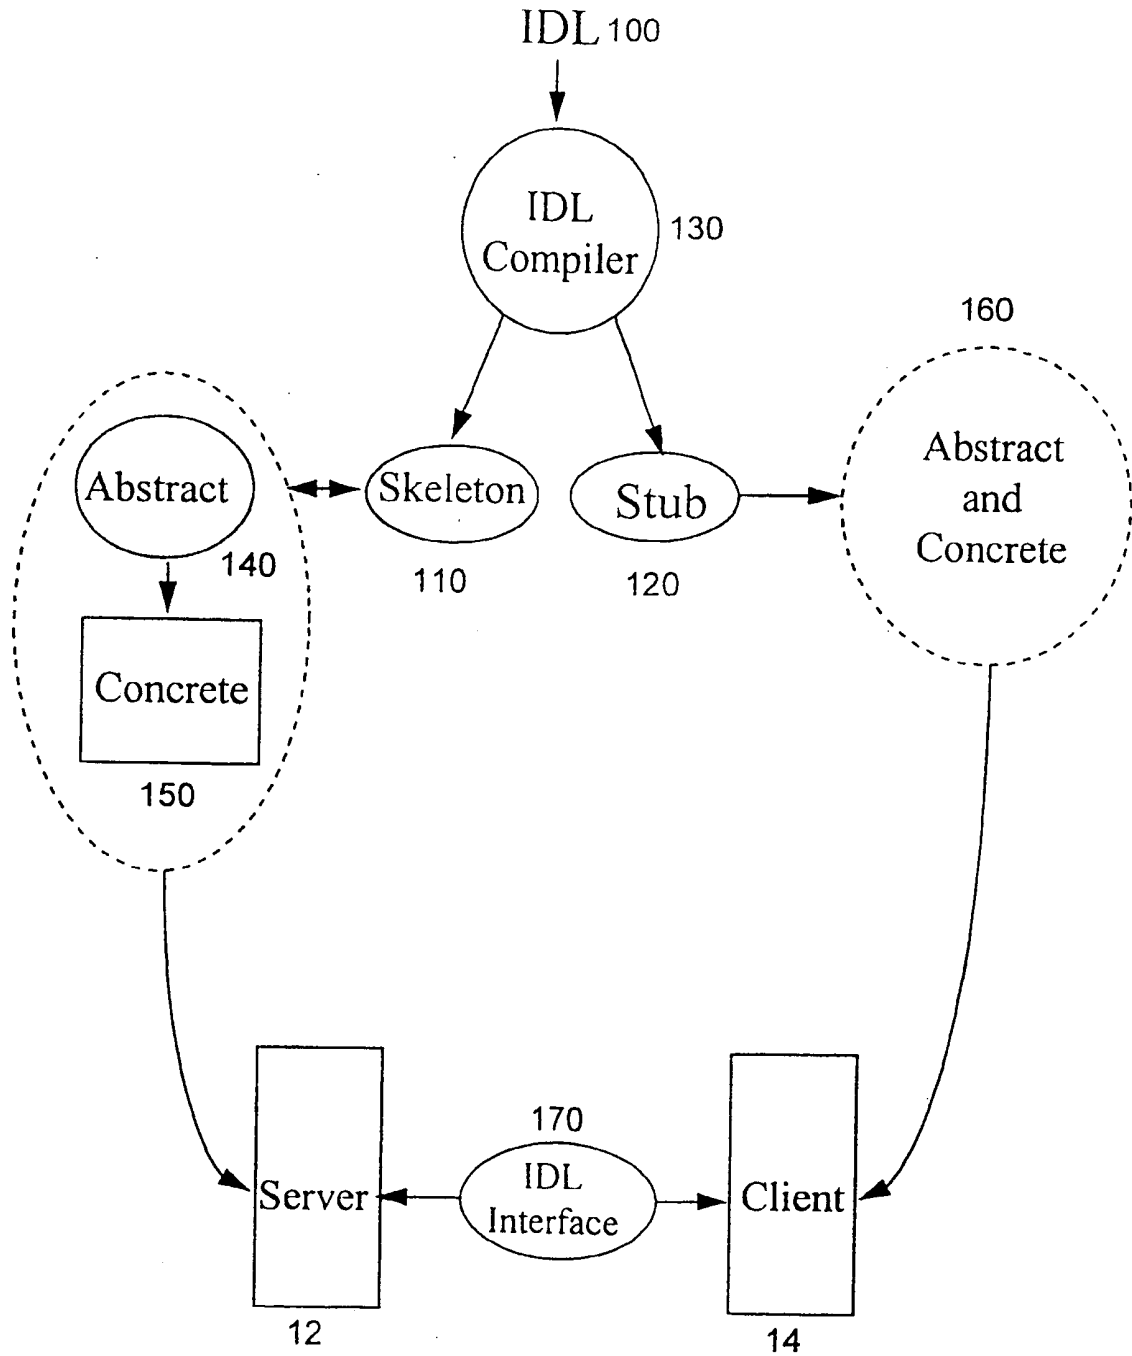 IDL 100
IDL
Compiler
130
160
Abstract
and
Concrete
Abstract
140
Skeleton
110
Stub
120
Concrete
150
170
IDL
Interface
Server
12
Client
14